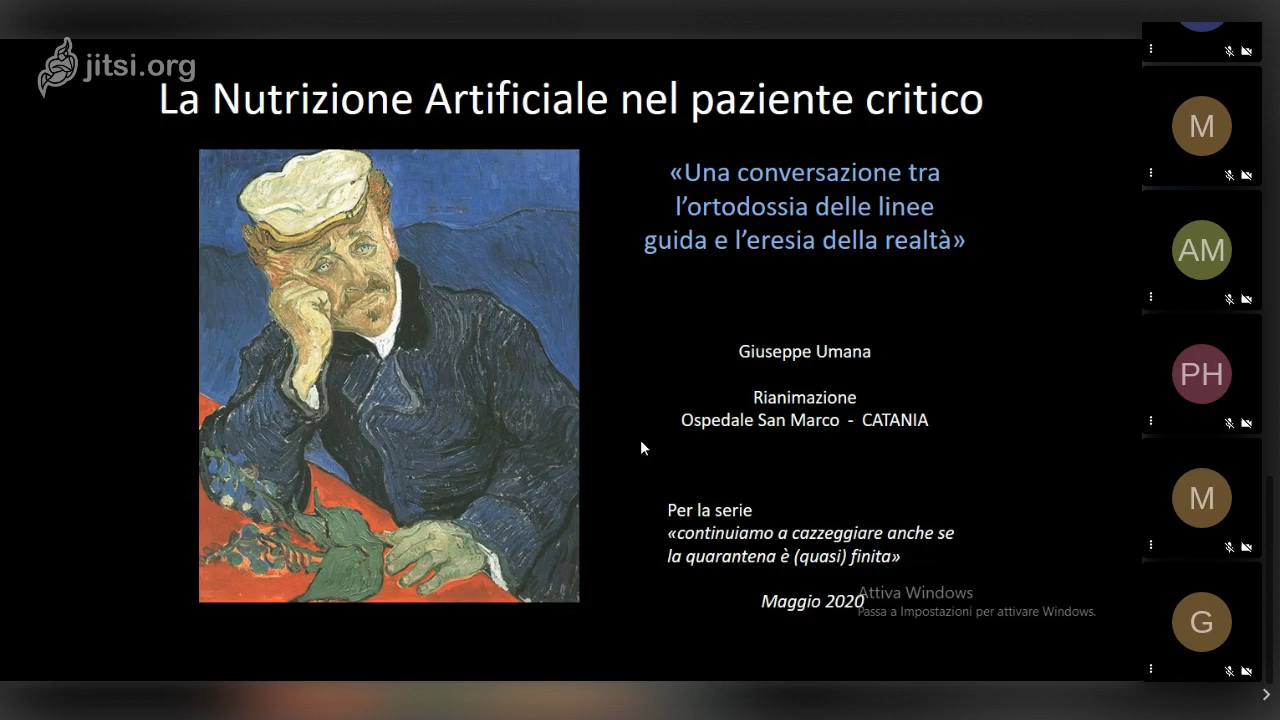 jitsi.org
La Nutrizione Artificiale nel paziente critico
«Una conversazione tra
l’ortodossia delle linee
guida e l’eresia della realtà»
Giuseppe Umana
Rianimazione
Ospedale San Marco - CATANIA
Per la serie
«continuiamo a cazzeggiare anche se
la quarantena è (quasi) finita»
Maggio 2020
Attiva Windows
Passa a Impostazioni per attivare Windows.
M
AM
PH
M
G